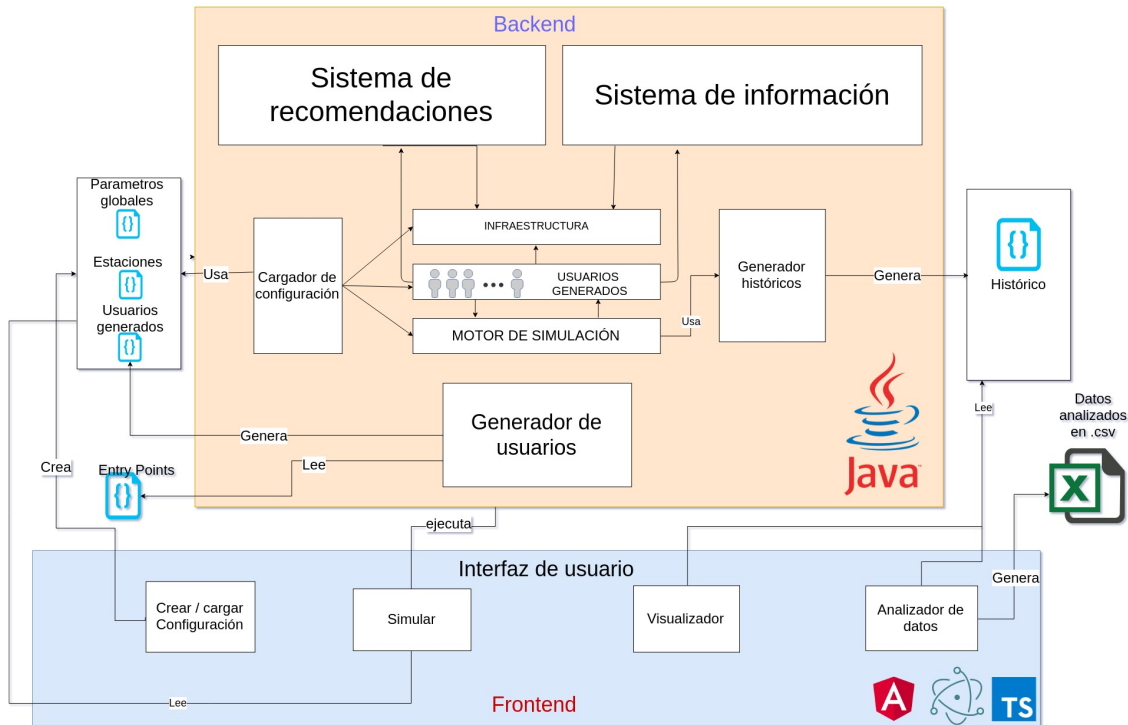 Backend
Sistema de
recomendaciones
Sistema de información
Parametros
globales
Estaciones
Usuarios
generados
Usa
Cargador de
configuración
INFRAESTRUCTURA
USUARIOS
GENERADOS
MOTOR DE SIMULACIÓN
Usa
Generador
históricos
Genera
Histórico
Generador de
usuarios
Genera
Lee
Java
Lee
Datos
analizados
en .csv
X
Crea
Entry Points
ejecuta
Interfaz de usuario
Crear / cargar
Configuración
Simular
Visualizador
Analizador de
datos
Genera
Lee
Frontend
A
TS